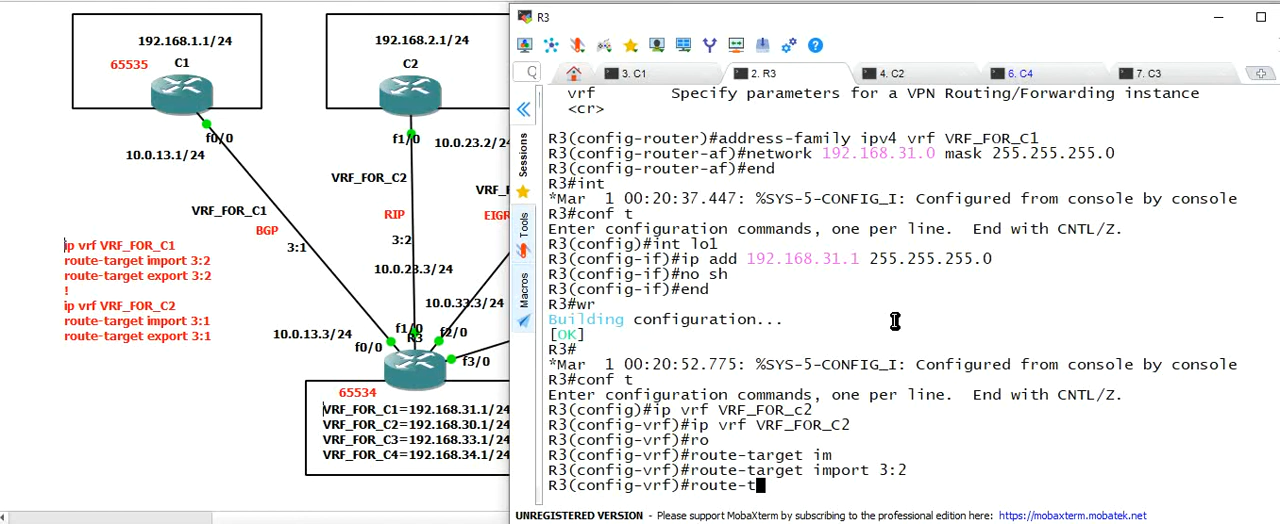 192.168.1.1/24
C1
65535
f0/0
10.0.13.1/24
192.168.2.1/24
C2
f1/0
10.0.23.2/24
VRF_FOR_C2
VRF_
VRF_FOR_C1
BGP
RIP
EIGR
3:1
3:2
ip vrf VRF_FOR_C1
route-target import 3:2
route-target export 3:2
!
ip vrf VRF_FOR_C2
route-target import 3:1
route-target export 3:1
10.0.23.3/24
10.0.33.3/24
10.0.13.3/24
f1/0
R3
f2/0
f0/0
f3/0
65534
VRF_FOR_C1=192.168.31.1/24
VRF_FOR_C2=192.168.30.1/24
VRF_FOR_C3=192.168.33.1/24
VRF_FOR_C4=192.168.34.1/24
R3
3. C1
2. R3
4. C2
6. C4
7. C3
Sessions
Tools
Macros
vrf Specify parameters for a VPN Routing/Forwarding instance
<cr>
R3(config-router)#address-family ipv4 vrf VRF_FOR_C1
R3(config-router-af)#network 192.168.31.0 mask 255.255.255.0
R3(config-router-af)#end
R3#int
*Mar 1 00:20:37.447: %SYS-5-CONFIG_I: Configured from console by console
R3#conf t
Enter configuration commands, one per line. End with CNTL/Z.
R3(config)#int lo1
R3(config-if)#ip add 192.168.31.1 255.255.255.0
R3(config-if)#no sh
R3(config-if)#end
R3#wr
Building configuration...
[OK]
R3#
*Mar 1 00:20:52.775: %SYS-5-CONFIG_I: Configured from console by console
R3#conf t
Enter configuration commands, one per line. End with CNTL/Z.
R3(config)#ip vrf VRF_FOR_c2
R3(config-vrf)#ip vrf VRF_FOR_C2
R3(config-vrf)#ro
R3(config-vrf)#route-target im
R3(config-vrf)#route-target import 3:2
R3(config-vrf)#route-t
UNREGISTERED VERSION - Please support MobaXterm by subscribing to the professional edition here: https://mobaxterm.mobatek.net